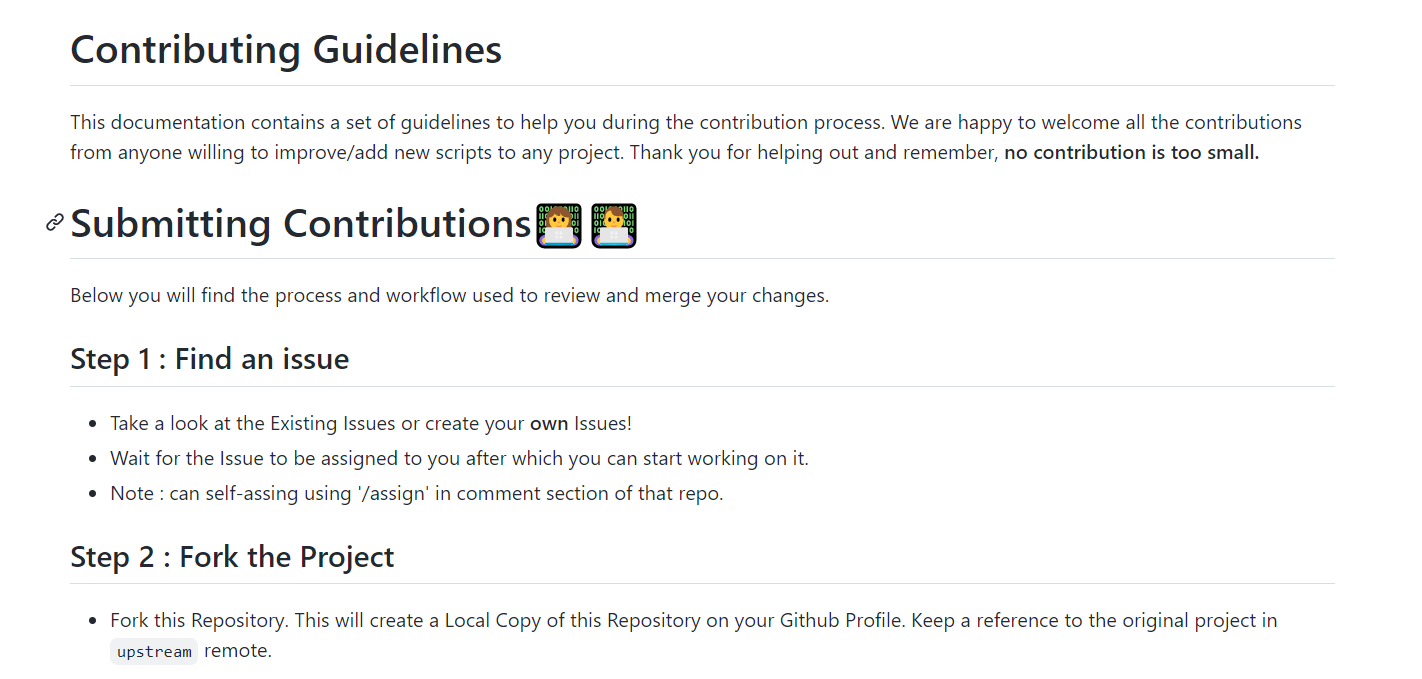 Contributing Guidelines
This documentation contains a set of guidelines to help you during the contribution process. We are happy to welcome all the contributions
from anyone willing to improve/add new scripts to any project. Thank you for helping out and remember, no contribution is too small.
Submitting Contributions
Below you will find the process and workflow used to review and merge your changes.
Step 1 : Find an issue
Take a look at the Existing Issues or create your own Issues!
Wait for the Issue to be assigned to you after which you can start working on it.
Note : can self-assing using '/assign' in comment section of that repo.
Step 2 : Fork the Project
Fork this Repository. This will create a Local Copy of this Repository on your Github Profile. Keep a reference to the original project in
upstream remote.